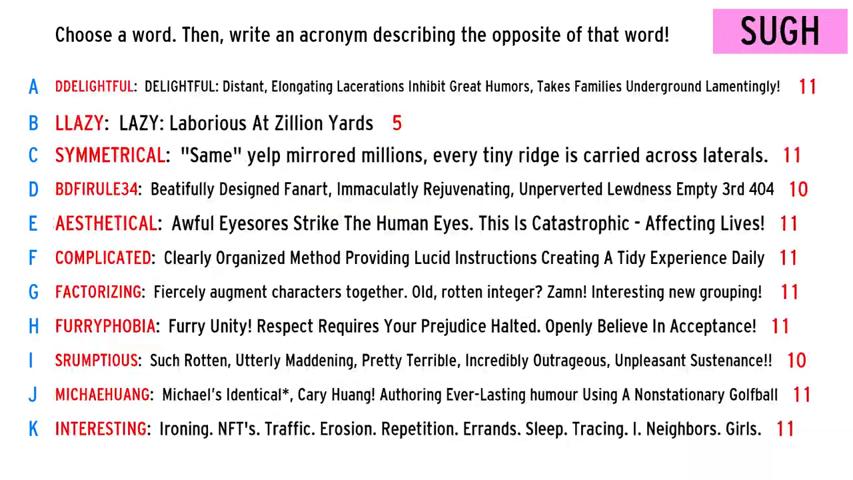 Choose a word. Then, write an acronym describing the opposite of that word!
SUGH
A DDELIGHTFUL: DELIGHTFUL: Distant, Elongating Lacerations Inhibit Great Humors, Takes Families Underground Lamentingly! 11
B LLAZY: LAZY: Laborious At Zillion Yards 5
C SYMMETRICAL: "Same" yelp mirrored millions, every tiny ridge is carried across laterals. 11
D BDFIRULE34: Beatifully Designed Fanart, Immaculatly Rejuvenating, Unperverted Lewdness Empty 3rd 404 10
E AESTHETICAL: Awful Eyesores Strike The Human Eyes. This Is Catastrophic - Affecting Lives! 11
F COMPLICATED: Clearly Organized Method Providing Lucid Instructions Creating A Tidy Experience Daily 11
G FACTORIZING: Fiercely augment characters together. Old, rotten integer? Zamn! Interesting new grouping! 11
H FURRYPHOBIA: Furry Unity! Respect Requires Your Prejudice Halted. Openly Believe In Acceptance! 11
I SRUMPTIOUS: Such Rotten, Utterly Maddening, Pretty Terrible, Incredibly Outrageous, Unpleasant Sustenance!! 10
J MICHAEHUANG: Michael's Identical*, Cary Huang! Authoring Ever-Lasting humour Using A Nonstationary Golfball 11
K INTERESTING: Ironing. NFT's. Traffic. Erosion. Repetition. Errands. Sleep. Tracing. I. Neighbors. Girls. 11